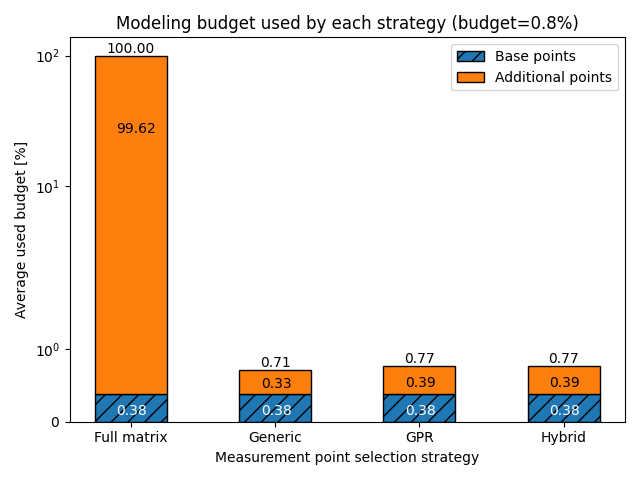 Modeling budget used by each strategy (budget=0.8%)
Base points
Additional points
Average used budget [%]
10²
10¹
10⁰
0
100.00
99.62
0.38
0.71
0.33
0.38
0.77
0.39
0.38
0.77
0.39
0.38
Full matrix
Generic
GPR
Hybrid
Measurement point selection strategy